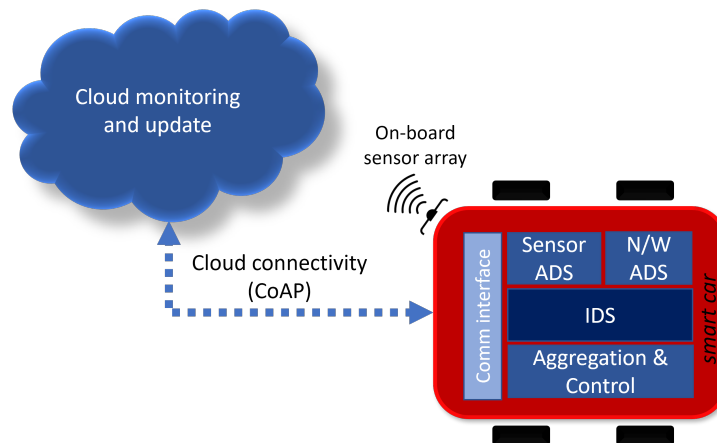 Cloud monitoring
and update
On-board
sensor array
Cloud connectivity
(CoAP)
Comm interface
Sensor
ADS
N/W
ADS
IDS
Aggregation &
Control
smart car